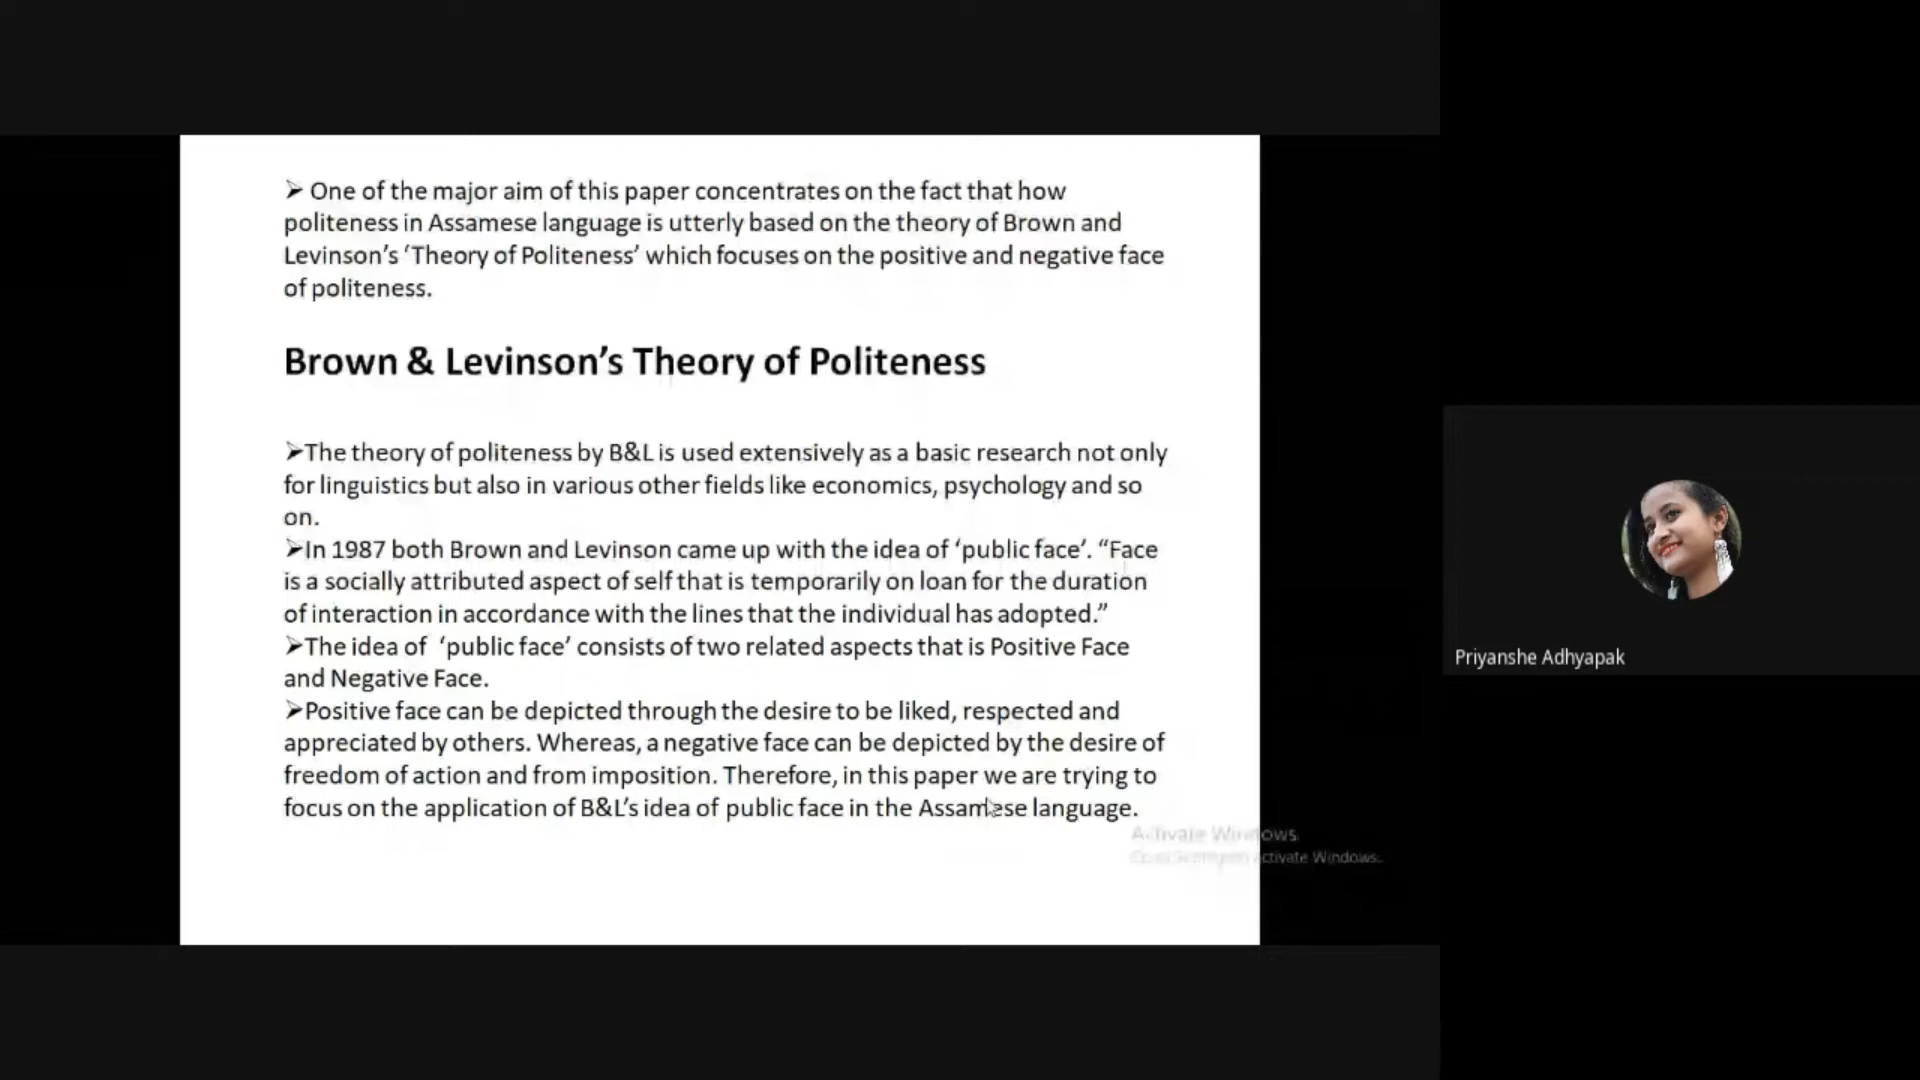 ➢ One of the major aim of this paper concentrates on the fact that how
politeness in Assamese language is utterly based on the theory of Brown and
Levinson’s ‘Theory of Politeness’ which focuses on the positive and negative face
of politeness.
Brown & Levinson’s Theory of Politeness
➢The theory of politeness by B&L is used extensively as a basic research not only
for linguistics but also in various other fields like economics, psychology and so
on.
➢In 1987 both Brown and Levinson came up with the idea of ‘public face’. “Face
is a socially attributed aspect of self that is temporarily on loan for the duration
of interaction in accordance with the lines that the individual has adopted.”
➢The idea of ‘public face’ consists of two related aspects that is Positive Face
and Negative Face.
➢Positive face can be depicted through the desire to be liked, respected and
appreciated by others. Whereas, a negative face can be depicted by the desire of
freedom of action and from imposition. Therefore, in this paper we are trying to
focus on the application of B&L’s idea of public face in the Assamese language.
Activate Windows
activate Windows.
Priyanshe Adhyapak